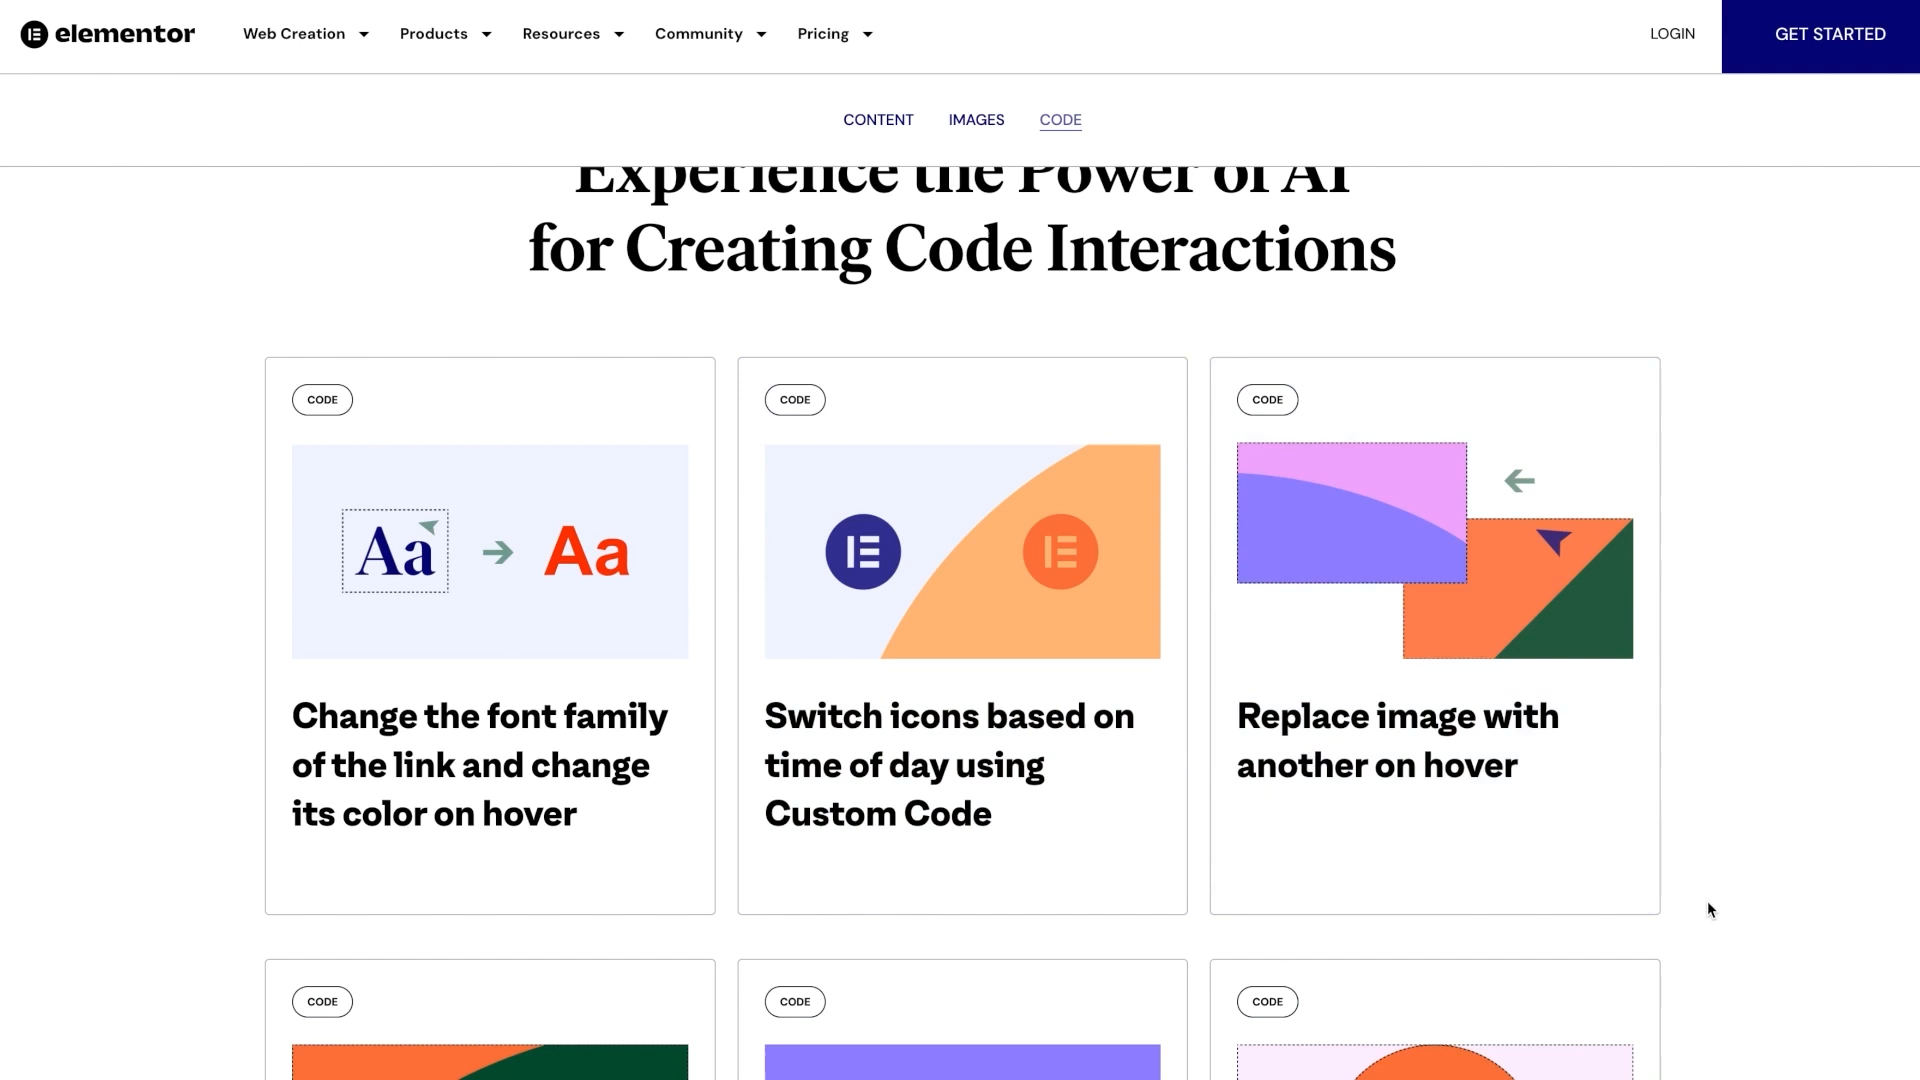 elementor
Web Creation
Products
Resources
Community
Pricing
LOGIN
GET STARTED
CONTENT
IMAGES
CODE
Experience the Power of AI
for Creating Code Interactions
CODE
Aa
Aa
Change the font family
of the link and change
its color on hover
CODE
Switch icons based on
time of day using
Custom Code
CODE
Replace image with
another on hover
CODE
CODE
CODE